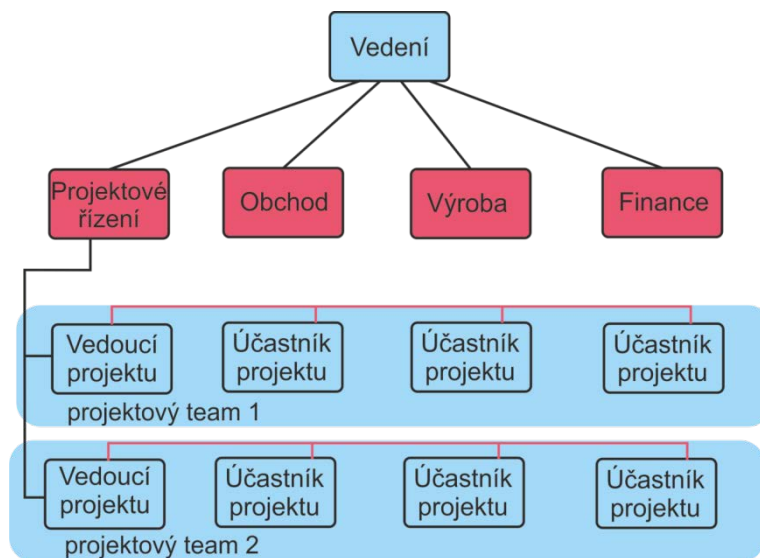 Vedení
Projektové
řízení
Obchod
Výroba
Finance
Vedoucí
projektu
Účastník
projektu
Účastník
projektu
Účastník
projektu
projektový team 1
Vedoucí
projektu
Účastník
projektu
Účastník
projektu
Účastník
projektu
projektový team 2